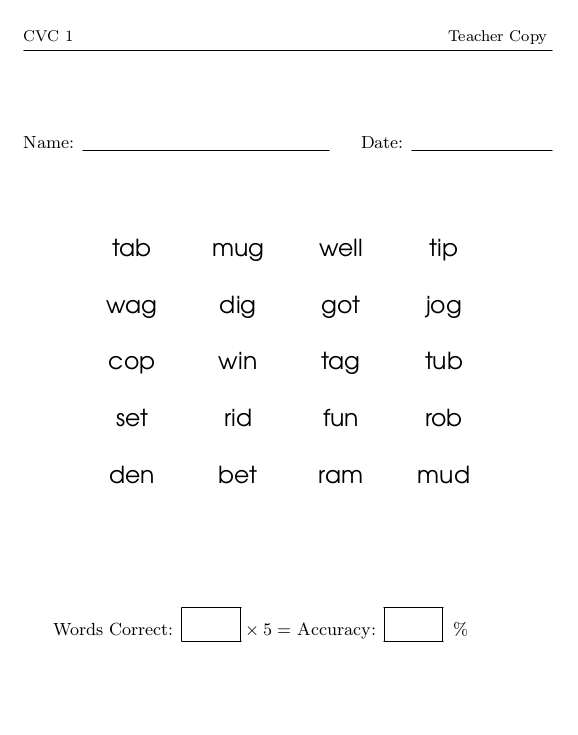 CVC 1 Teacher Copy
Name: Date:
tab mug well tip
wag dig got jog
cop win tag tub
set rid fun rob
den bet ram mud
Words Correct: × 5 = Accuracy: %